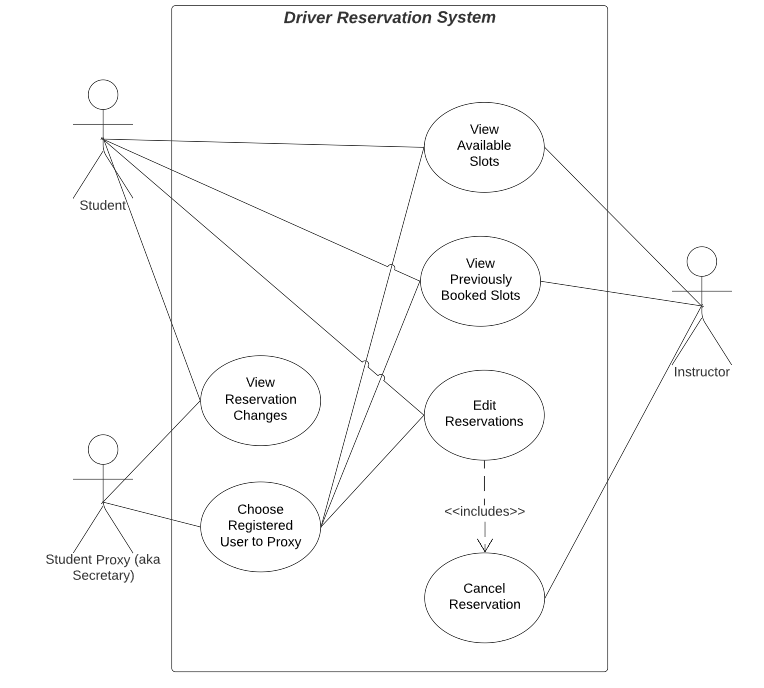 Driver Reservation System
View
Available
Slots
Student
View
Previously
Booked Slots
Instructor
View
Reservation
Changes
Edit
Reservations
Choose
Registered
User to Proxy
<<includes>>
Student Proxy (aka
Secretary)
Cancel
Reservation